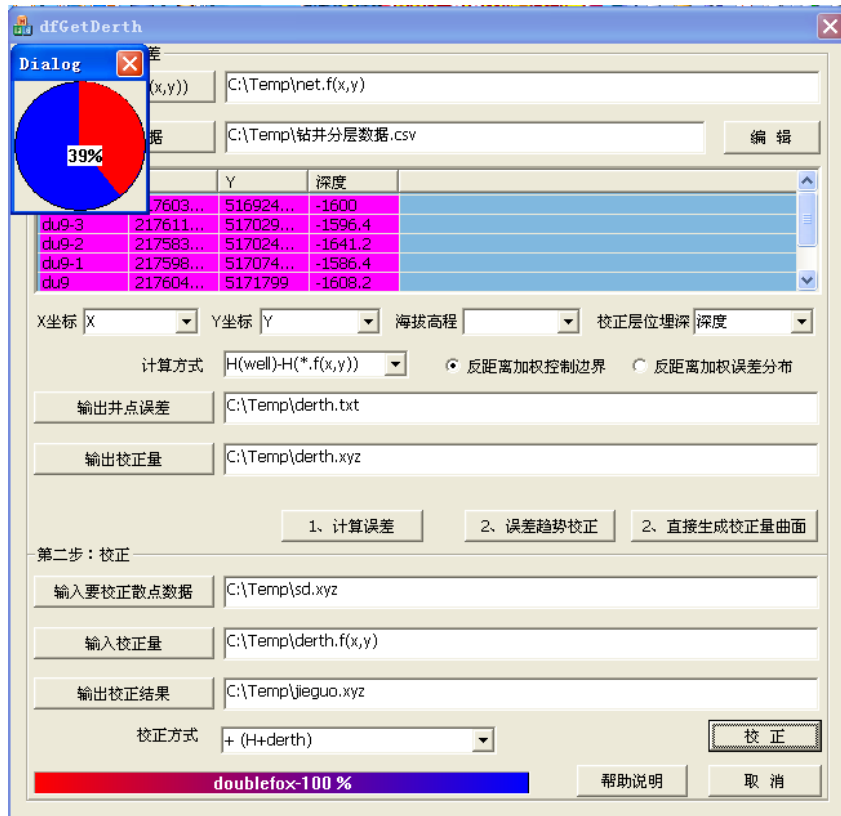 dfGetDerth
Dialog
差
(x,y))
C:\Temp\net.f(x,y)
据
C:\Temp\钻井分层数据.csv
编 辑
39%
Y 深度
17603... 516924... -1600
du9-3 217611... 517029... -1596.4
du9-2 217583... 517024... -1641.2
du9-1 217598... 517074... -1586.4
du9 217604... 5171799 -1608.2
X坐标 X Y坐标 Y 海拔高程 校正层位埋深 深度
计算方式 H(well)-H(*.f(x,y)) 反距离加权控制边界 反距离加权误差分布
输出井点误差 C:\Temp\derth.txt
输出校正量 C:\Temp\derth.xyz
1、计算误差 2、误差趋势校正 2、直接生成校正量曲面
第二步：校正
输入要校正散点数据 C:\Temp\sd.xyz
输入校正量 C:\Temp\derth.f(x,y)
输出校正结果 C:\Temp\jieguo.xyz
校正方式 + (H+derth) 校 正
doublefox-100 % 帮助说明 取 消